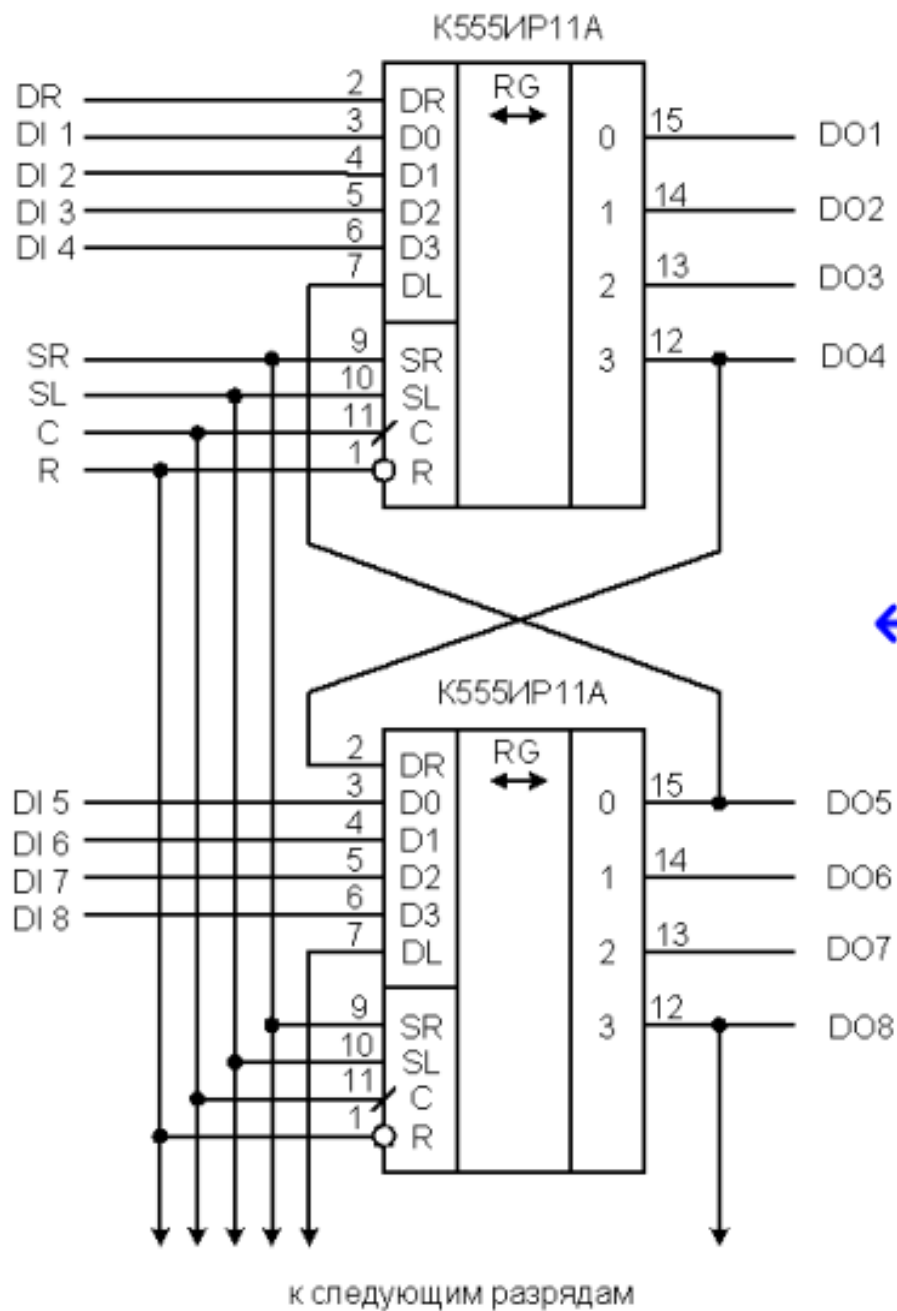 К555ИР11А
DR 2 DR RG
DI 1 3 D0 0 15 DO1
DI 2 4 D1
DI 3 5 D2 1 14 DO2
DI 4 6 D3
7 DL 2 13 DO3
SR 9 SR 3 12 DO4
SL 10 SL
C 11 C
R 1 R
К555ИР11А
2 DR RG
DI 5 3 D0 0 15 DO5
DI 6 4 D1
DI 7 5 D2 1 14 DO6
DI 8 6 D3
7 DL 2 13 DO7
9 SR 3 12 DO8
10 SL
11 C
1 R
к следующим разрядам